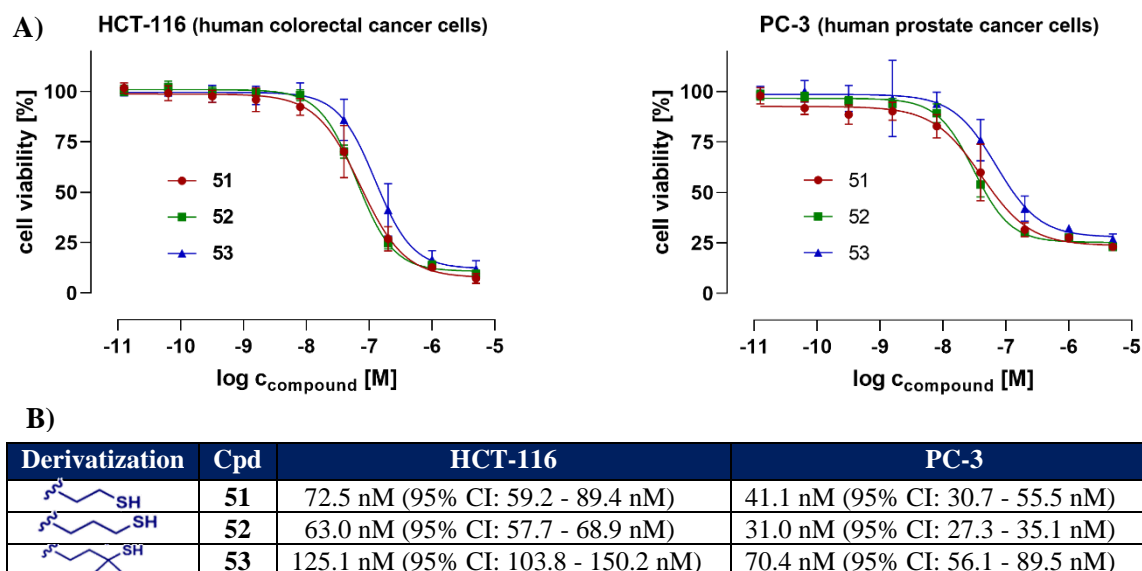 A)
HCT-116 (human colorectal cancer cells)
PC-3 (human prostate cancer cells)
cell viability [%]
100
75
50
25
0
51
52
53
-11 -10 -9 -8 -7 -6 -5
log c compound [M]
cell viability [%]
100
75
50
25
0
51
52
53
-11 -10 -9 -8 -7 -6 -5
log c compound [M]
B)
Derivatization Cpd HCT-116 PC-3
SH 51 72.5 nM (95% CI: 59.2 - 89.4 nM) 41.1 nM (95% CI: 30.7 - 55.5 nM)
SH 52 63.0 nM (95% CI: 57.7 - 68.9 nM) 31.0 nM (95% CI: 27.3 - 35.1 nM)
SH 53 125.1 nM (95% CI: 103.8 - 150.2 nM) 70.4 nM (95% CI: 56.1 - 89.5 nM)